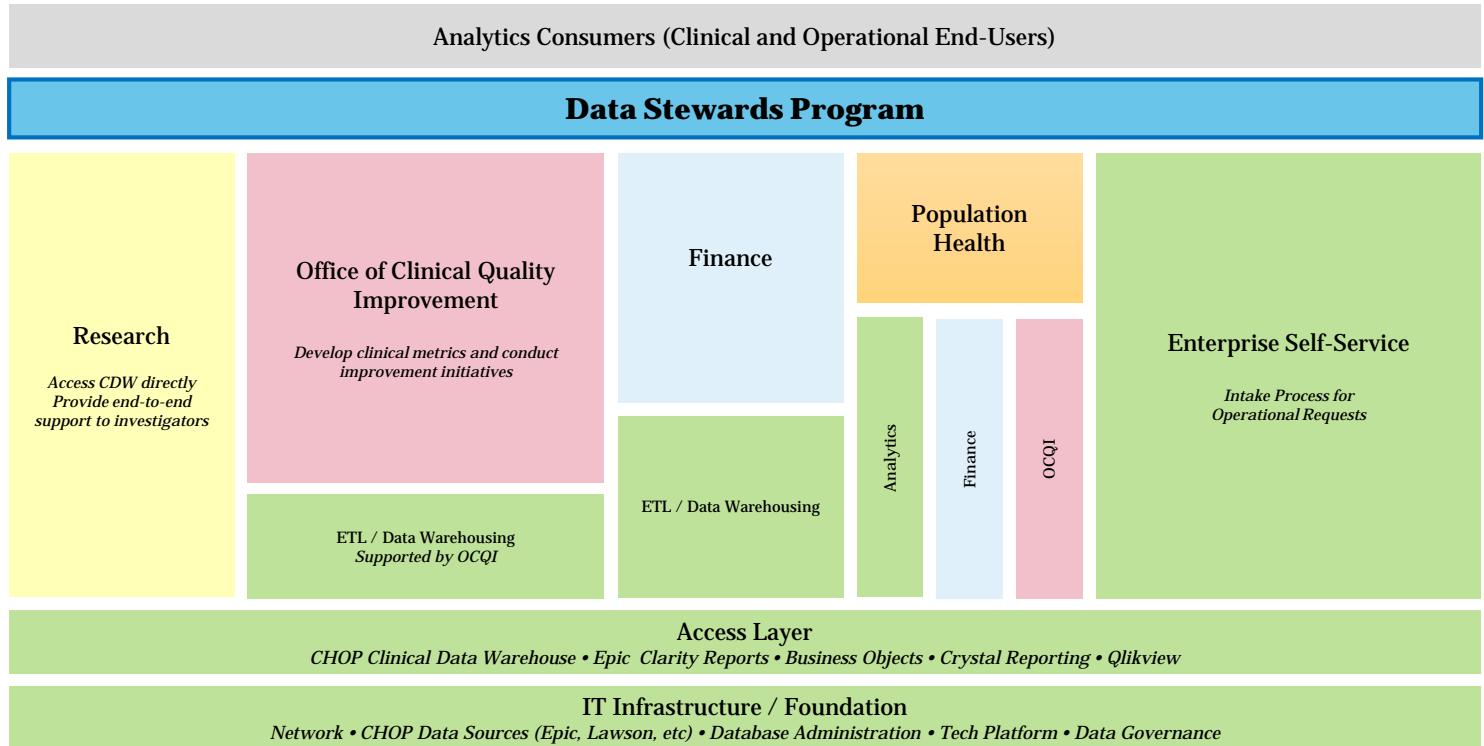 Analytics Consumers (Clinical and Operational End-Users)
Data Stewards Program
Research
Access CDW directly
Provide end-to-end
support to investigators
Office of Clinical Quality
Improvement
Develop clinical metrics and conduct
improvement initiatives
ETL / Data Warehousing
Supported by OCQI
Finance
ETL / Data Warehousing
Population
Health
Analytics
Finance
OCQI
Enterprise Self-Service
Intake Process for
Operational Requests
Access Layer
CHOP Clinical Data Warehouse • Epic Clarity Reports • Business Objects • Crystal Reporting • Qlikview
IT Infrastructure / Foundation
Network • CHOP Data Sources (Epic, Lawson, etc) • Database Administration • Tech Platform • Data Governance